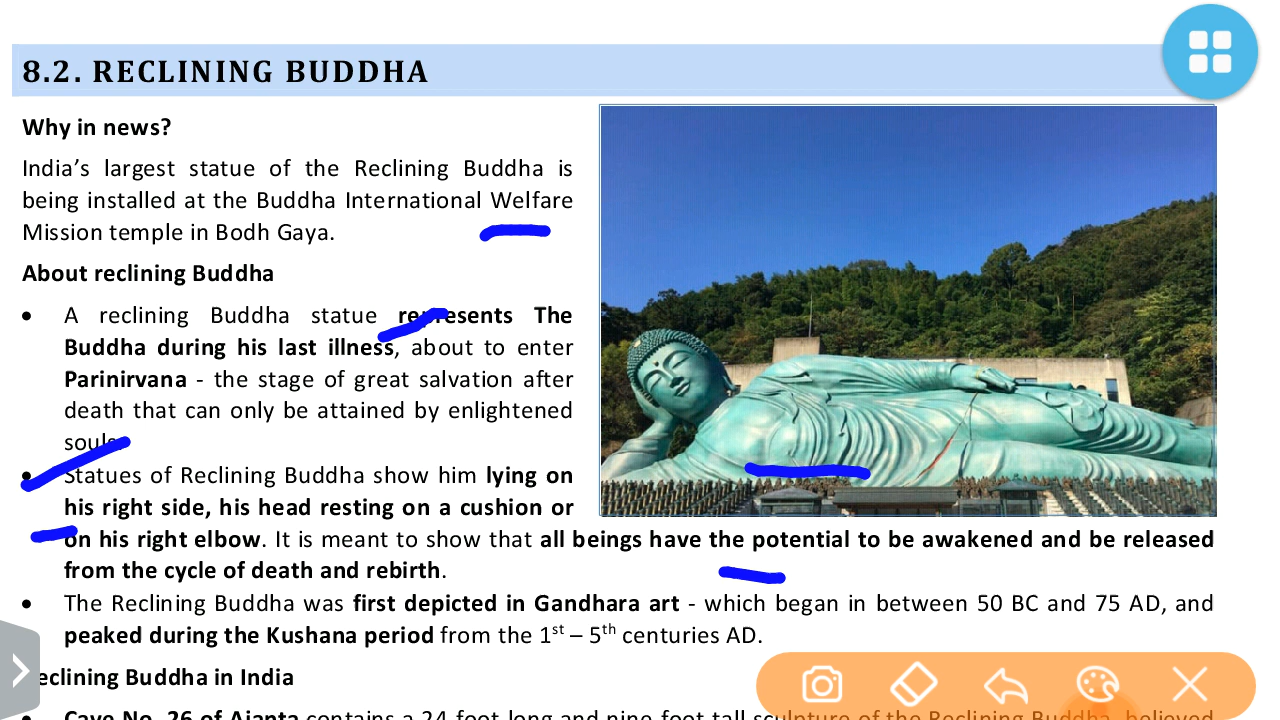 8.2. RECLINING BUDDHA
Why in news?
India's largest statue of the Reclining Buddha is
being installed at the Buddha International Welfare
Mission temple in Bodh Gaya.
About reclining Buddha
• A reclining Buddha statue represents The
Buddha during his last illness, about to enter
Parinirvana - the stage of great salvation after
death that can only be attained by enlightened
souls.
• Statues of Reclining Buddha show him lying on
his right side, his head resting on a cushion or
on his right elbow. It is meant to show that all beings have the potential to be awakened and be released
from the cycle of death and rebirth.
• The Reclining Buddha was first depicted in Gandhara art - which began in between 50 BC and 75 AD, and
peaked during the Kushana period from the 1st – 5th centuries AD.
Reclining Buddha in India
• Cave No. 26 of Ajanta contains a 24-foot-long and nine-foot-tall sculpture of the Reclining Buddha, believed